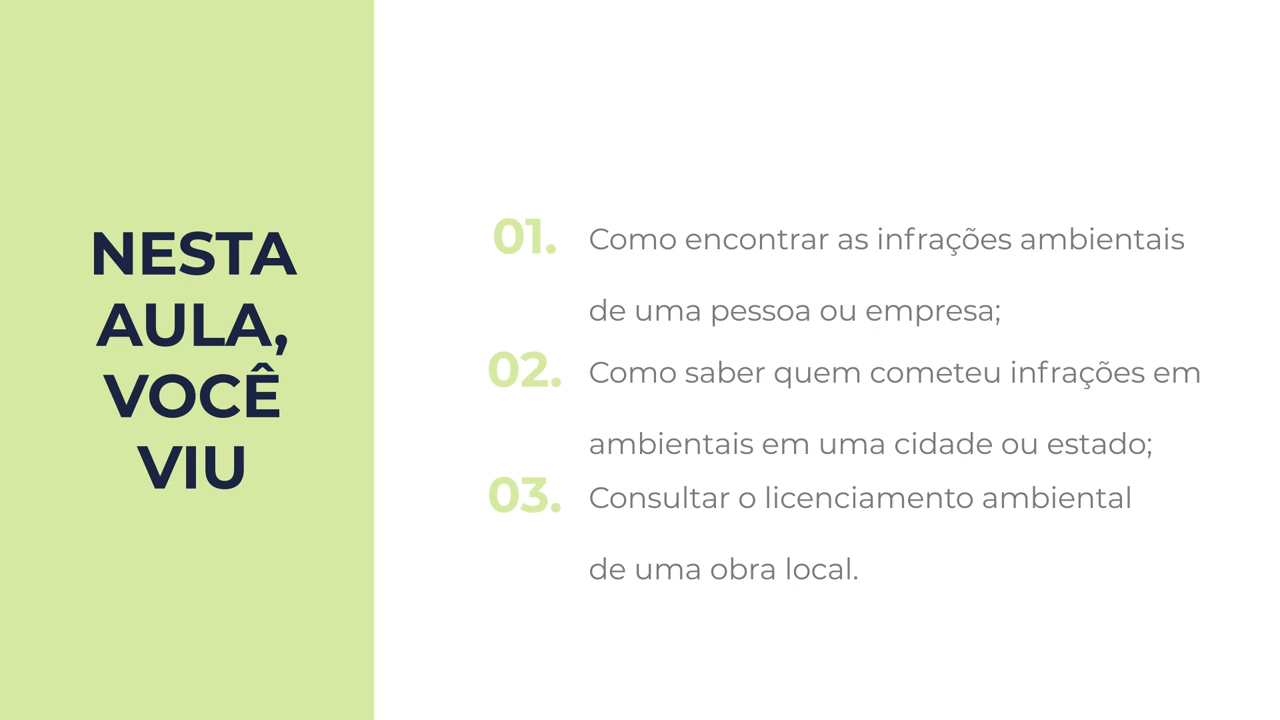 NESTA
AULA,
VOCÊ
VIU
01. Como encontrar as infrações ambientais
de uma pessoa ou empresa;
02. Como saber quem cometeu infrações em
ambientais em uma cidade ou estado;
03. Consultar o licenciamento ambiental
de uma obra local.